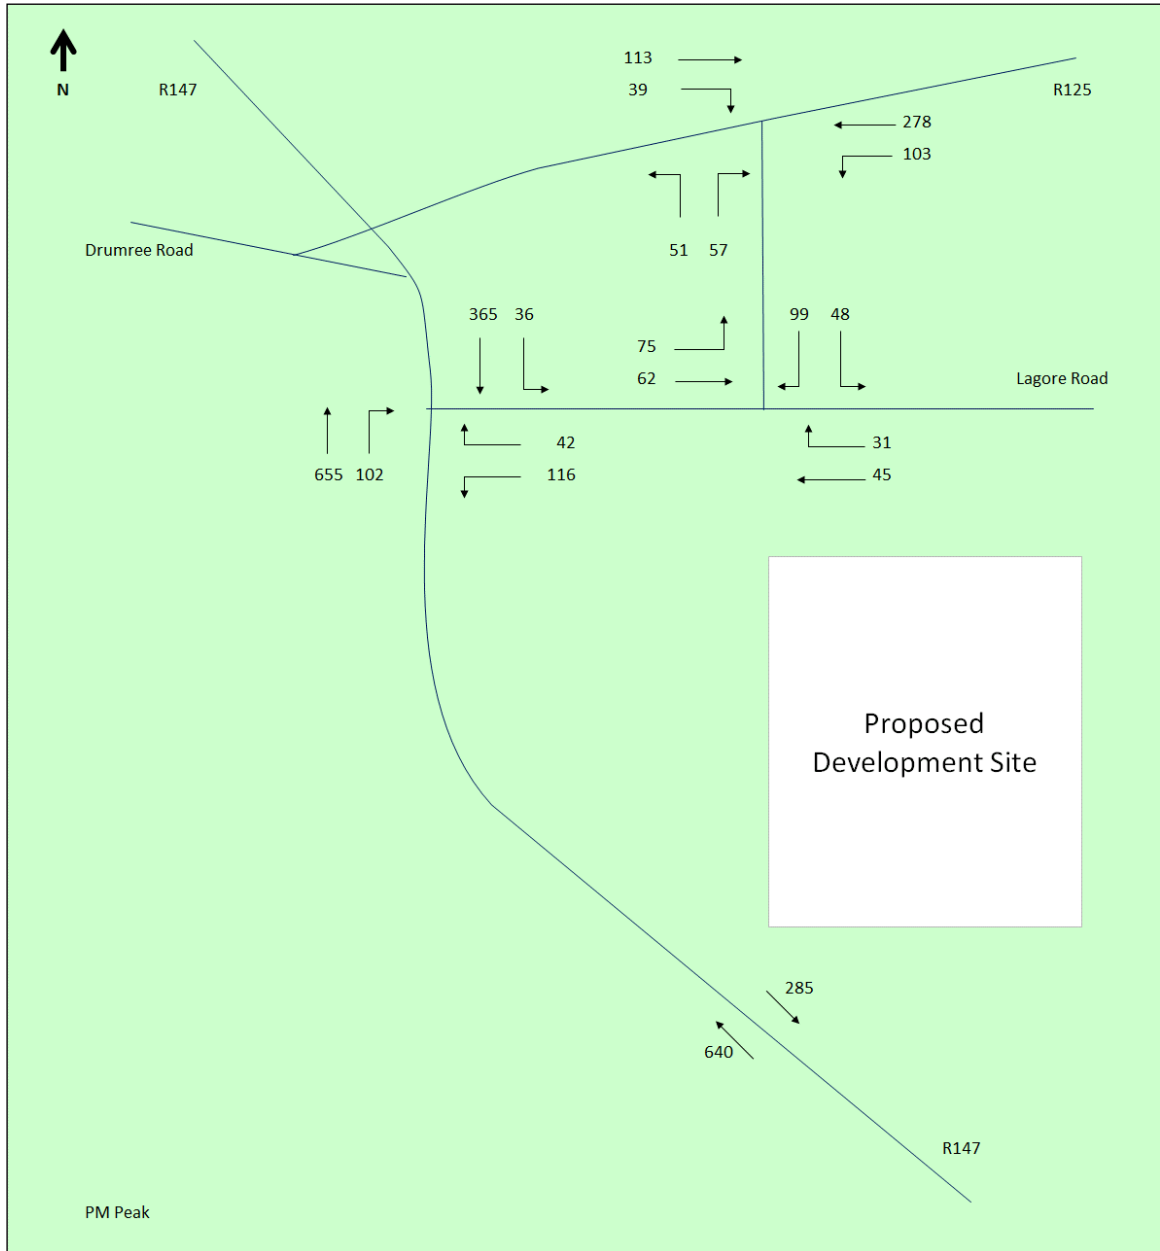 113
39
R147
N
R125
278
103
Drumree Road
51 57
365 36
99 48
75
62
Lagore Road
42
31
655 102
116
45
Proposed
Development Site
285
640
R147
PM Peak